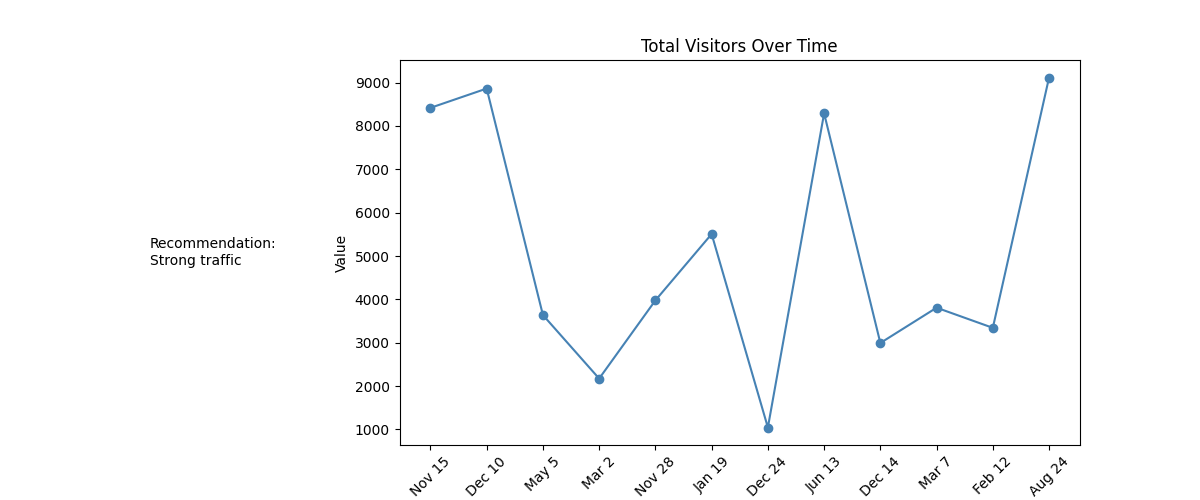 Total Visitors Over Time
Recommendation:
Strong traffic
Value
9000
8000
7000
6000
5000
4000
3000
2000
1000
Nov 15
Dec 10
May 5
Mar 2
Nov 28
Jan 19
Dec 24
Jun 13
Dec 14
Mar 7
Feb 12
Aug 24